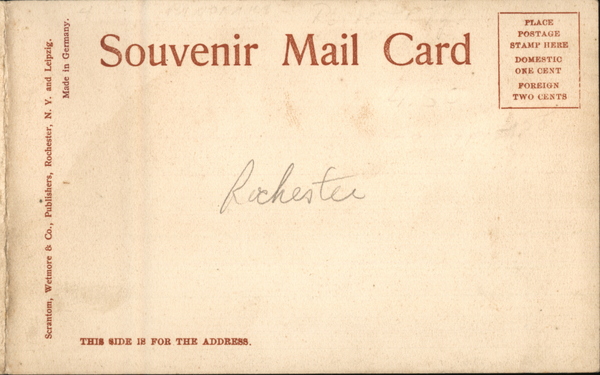 Souvenir Mail Card
PLACE
POSTAGE
STAMP HERE
DOMESTIC
ONE CENT
FOREIGN
TWO CENTS
Scrantom, Wetmore & Co., Publishers, Rochester, N. Y. and Leipzig.
Made in Germany.
Rochester
THIS SIDE IS FOR THE ADDRESS.